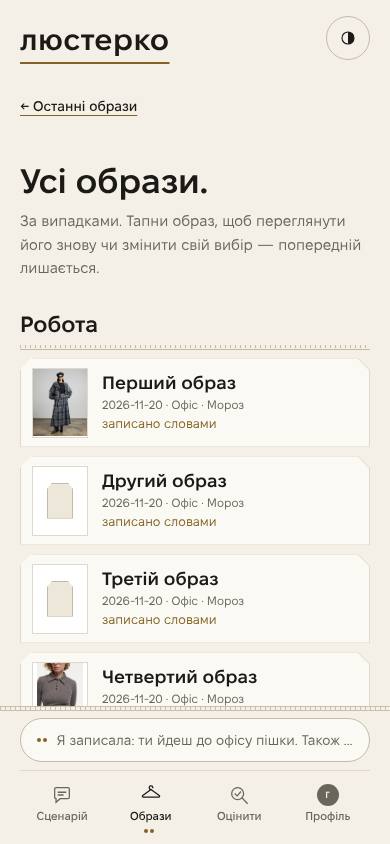 люстерко
← Останні образи
Усі образи.
За випадками. Тапни образ, щоб переглянути
його знову чи змінити свій вибір — попередній
лишається.
Робота
Перший образ
2026-11-20 · Офіс · Мороз
записано словами
Другий образ
2026-11-20 · Офіс · Мороз
записано словами
Третій образ
2026-11-20 · Офіс · Мороз
записано словами
Четвертий образ
2026-11-20 · Офіс · Мороз
Я записала: ти йдеш до офісу пішки. Також ...
Сценарій
Образи
Оцінити
Г
Профіль